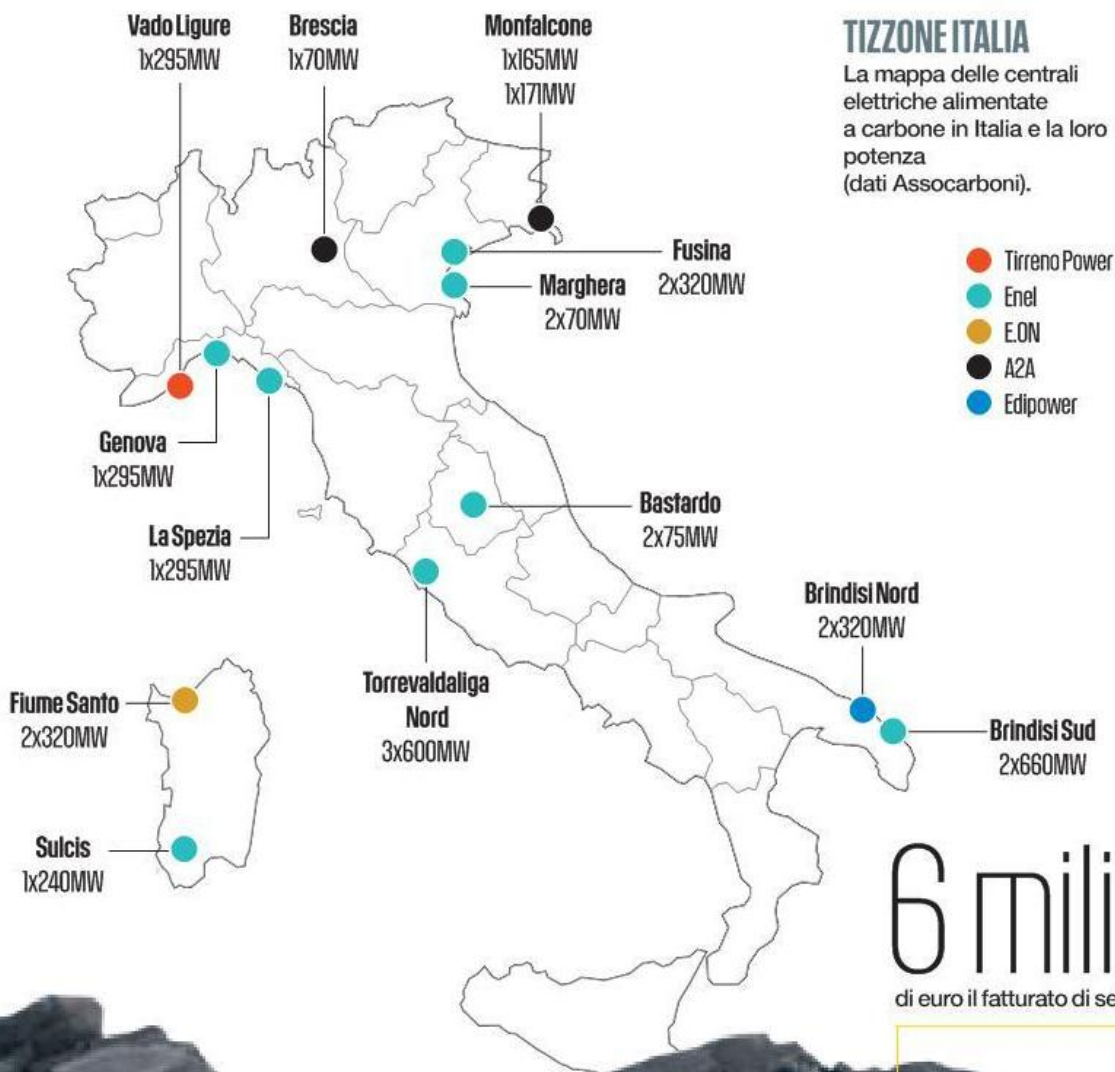 Vado Ligure
1x295MW
Brescia
1x70MW
Monfalcone
1x165MW
1x171MW
TIZZONE ITALIA
La mappa delle centrali
elettriche alimentate
a carbone in Italia e la loro
potenza
(dati Assocarboni).
Tirreno Power
Enel
E.ON
A2A
Edipower
Fusina
2x320MW
Marghera
2x70MW
Genova
1x295MW
La Spezia
1x295MW
Bastardo
2x75MW
Torrevaldaliga
Nord
3x600MW
Brindisi Nord
2x320MW
Brindisi Sud
2x660MW
Fiume Santo
2x320MW
Sulcis
1x240MW
6 mili
di euro il fatturato di se